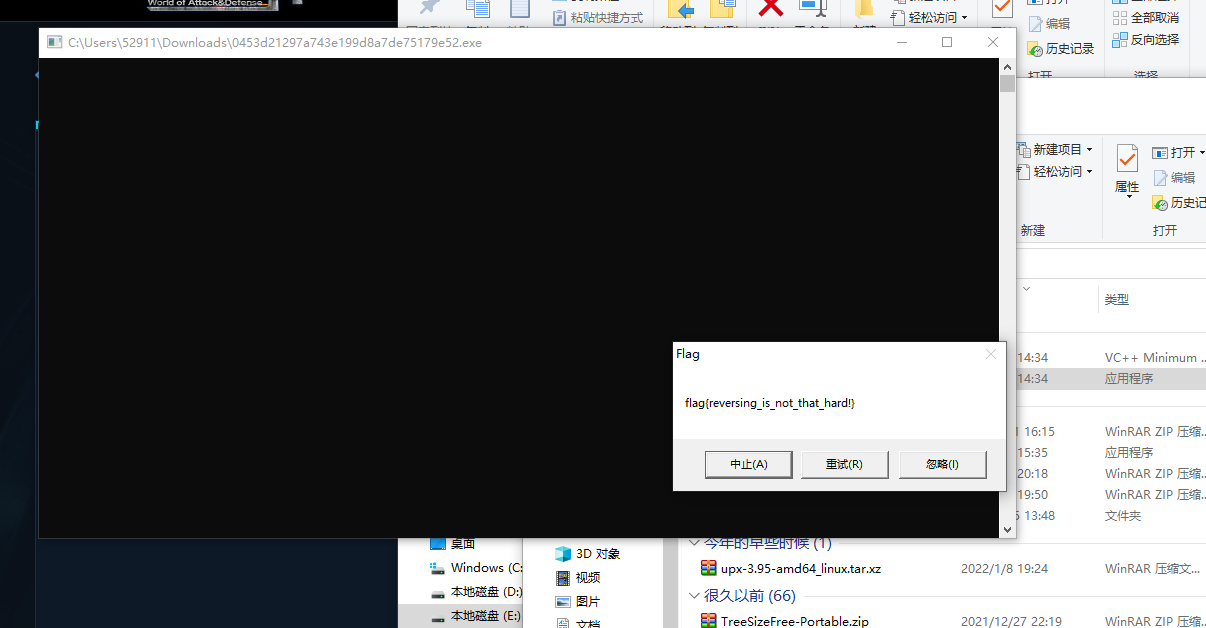 World of Attack&Defense
粘贴快捷方式
轻松访问
编辑
历史记录
打开
全部取消
反向选择
选择
C:\Users\52911\Downloads\0453d21297a743e199d8a7de75179e52.exe
新建项目
轻松访问
新建
属性
打开
编辑
历史记
打开
类型
14:34 VC++ Minimum ...
14:34 应用程序
Flag
flag{reversing_is_not_that_hard!}
中止(A) 重试(R) 忽略(I)
16:15 WinRAR ZIP 压缩...
15:35 应用程序
20:18 WinRAR ZIP 压缩...
19:50 WinRAR ZIP 压缩...
13:48 文件夹
桌面
Windows (C:
本地磁盘 (D:)
本地磁盘 (E:)
3D 对象
视频
图片
文档
今年的早些时候 (1)
upx-3.95-amd64_linux.tar.xz 2022/1/8 19:24 WinRAR 压缩文...
很久以前 (66)
TreeSizeFree-Portable.zip 2021/12/27 22:19 WinRAR ZIP 压缩...